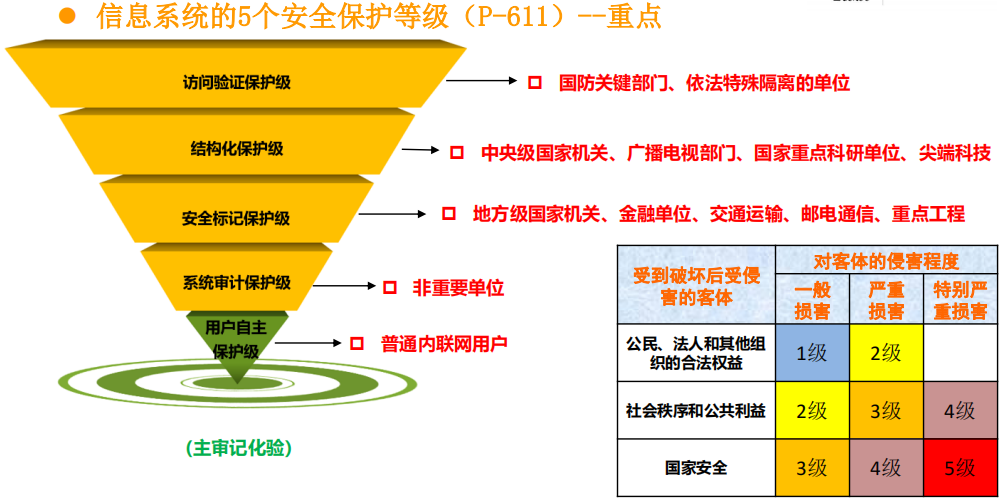 信息系统的5个安全保护等级（P-611）--重点
访问验证保护级
国防关键部门、依法特殊隔离的单位
结构化保护级
中央级国家机关、广播电视部门、国家重点科研单位、尖端科技
安全标记保护级
地方级国家机关、金融单位、交通运输、邮电通信、重点工程
系统审计保护级
非重要单位
用户自主
保护级
普通内联网用户
(主审记化验)
受到破坏后受侵
害的客体
对客体的侵害程度
一般
损害
严重
损害
特别严
重损害
公民、法人和其他组
织的合法权益
1级
2级
社会秩序和公共利益
2级
3级
4级
国家安全
3级
4级
5级